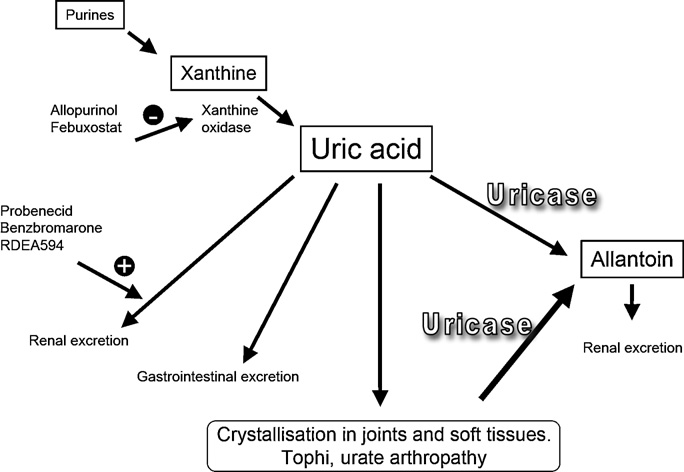 Purines
Xanthine
Allopurinol
Febuxostat
-
Xanthine
oxidase
Uric acid
Uricase
Probenecid
Benzbromarone
RDEA594
+
Allantoin
Uricase
Renal excretion
Renal excretion
Gastrointestinal excretion
Crystallisation in joints and soft tissues.
Tophi, urate arthropathy